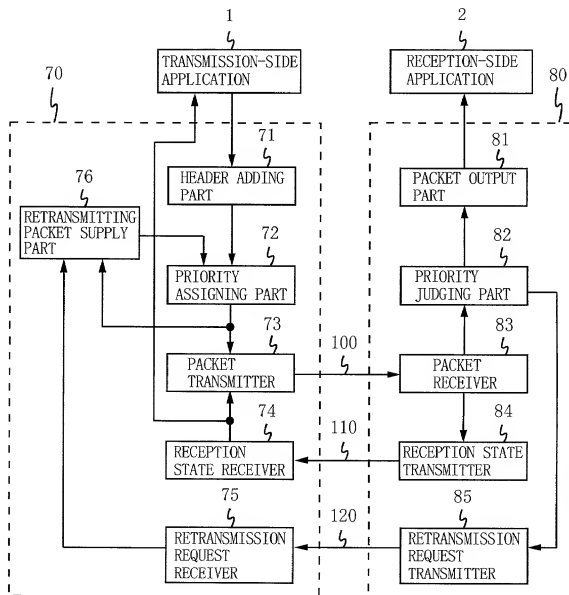 1
TRANSMISSION-SIDE
APPLICATION
2
RECEPTION-SIDE
APPLICATION
70
80
71
HEADER ADDING
PART
81
PACKET OUTPUT
PART
76
RETRANSMITTING
PACKET SUPPLY
PART
72
PRIORITY
ASSIGNING PART
82
PRIORITY
JUDGING PART
73
PACKET
TRANSMITTER
100
83
PACKET
RECEIVER
74
RECEPTION
STATE RECEIVER
110
84
RECEPTION STATE
TRANSMITTER
75
RETRANSMISSION
REQUEST
RECEIVER
120
85
RETRANSMISSION
REQUEST
TRANSMITTER